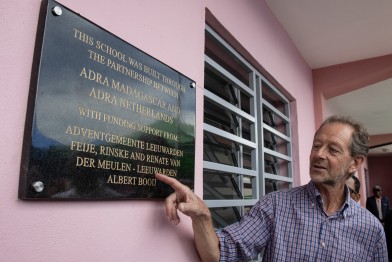 THIS SCHOOL WAS BUILT THROUGH
THE PARTNERSHIP BETWEEN
ADRA MADAGASCAR AND
ADRA NETHERLANDS
WITH FUNDING SUPPORT FROM
ADVENTGEMEENTE LEEUWARDEN
FEIJE, RINSKE AND RENATE VAN
DER MEULEN - LEEUWARDEN
ALBERT BOOIJ